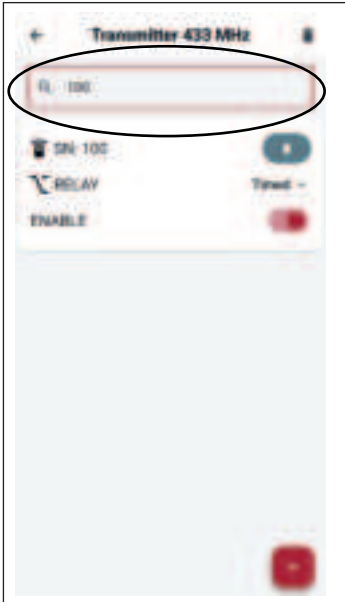 Transmitter 433 MHz
100
SN: 100
RELAY
Timed
ENABLE